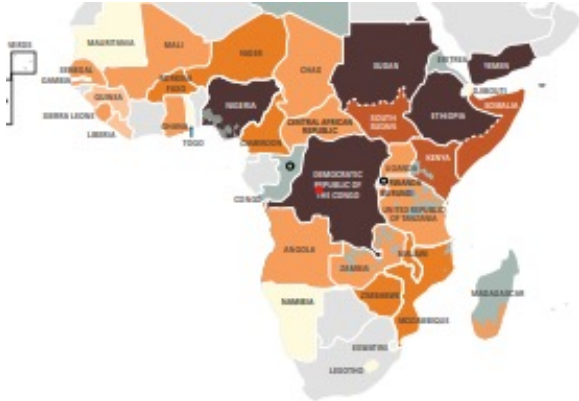 MAURITANIA
MALI
NIGER
CHAD
SUDAN
ERITREA
YEMEN
SENEGAL
GAMBIA
BURKINA
FASO
DJIBOUTI
GUINEA
NIGERIA
ETHIOPIA
SOMALIA
SIERRA LEONE
LIBERIA
GHANA
TOGO
CAMEROON
CENTRAL AFRICAN
REPUBLIC
SOUTH
SUDAN
UGANDA
KENYA
DEMOCRATIC
REPUBLIC OF
THE CONGO
RWANDA
BURUNDI
CONGO
UNITED REPUBLIC
OF TANZANIA
ANGOLA
MALAWI
ZAMBIA
ZIMBABWE
MOZAMBIQUE
MADAGASCAR
NAMIBIA
ESWATINI
LESOTHO